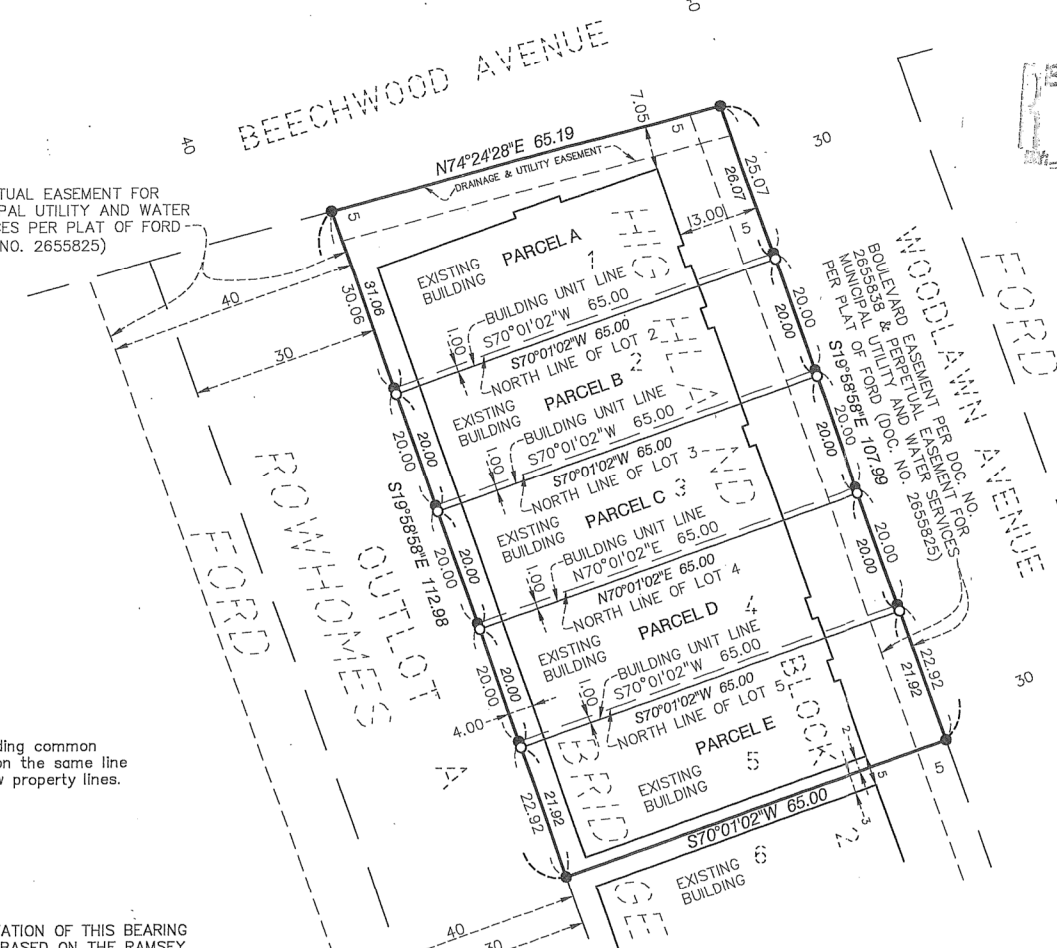 BEECHWOOD AVENUE
40
30
7.05
5
N74°24'28"E 65.19
DRAINAGE & UTILITY EASEMENT
5
TUAL EASEMENT FOR
PAL UTILITY AND WATER
CES PER PLAT OF FORD
NO. 2655825)
40
30
30.06
31.06
25.07
26.07
13.00
5
EXISTING
BUILDING
PARCEL A
1
BUILDING UNIT LINE
S70°01'02"W 65.00
1.00
S70°01'02"W 65.00
NORTH LINE OF LOT 2
EXISTING
BUILDING
PARCEL B
2
BUILDING UNIT LINE
S70°01'02"W 65.00
1.00
S70°01'02"W 65.00
NORTH LINE OF LOT 3
EXISTING
BUILDING
PARCEL C
3
BUILDING UNIT LINE
N70°01'02"E 65.00
1.00
N70°01'02"E 65.00
NORTH LINE OF LOT 4
EXISTING
BUILDING
PARCEL D
4
BUILDING UNIT LINE
S70°01'02"W 65.00
1.00
S70°01'02"W 65.00
NORTH LINE OF LOT 5
EXISTING
BUILDING
PARCEL E
5
S70°01'02"W 65.00
EXISTING
BUILDING
6
2
HIGHLAND
BRIDGE
BLOCK
20.00
20.00
20.00
20.00
20.00
20.00
22.92
21.92
S19°58'58"E 112.98
4.00
20.00
20.00
20.00
20.00
20.00
20.00
22.92
21.92
S19°58'58"E 107.99
BOULEVARD EASEMENT PER DOC. NO.
2655838 & PERPETUAL EASEMENT FOR
MUNICIPAL UTILITY AND WATER SERVICES
PER PLAT OF FORD (DOC. NO. 2655825)
WOODLAWN AVENUE
FORD
30
5
2
5
3
FORD
ROWHOMES
OUTLOT A
ding common
on the same line
w property lines.
40
30
TATION OF THIS BEARING
BASED ON THE RAMSEY